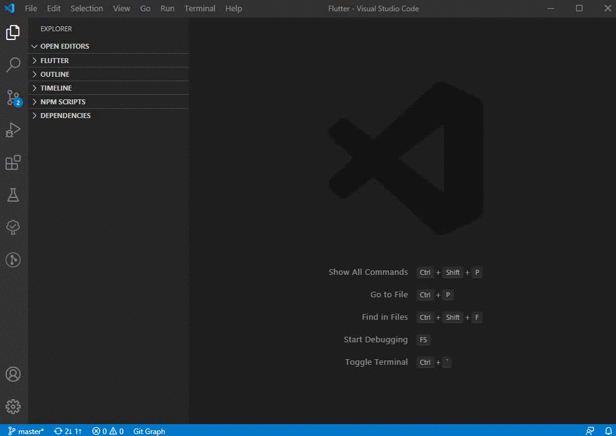 File Edit Selection View Go Run Terminal Help Flutter - Visual Studio Code
EXPLORER
OPEN EDITORS
FLUTTER
OUTLINE
TIMELINE
NPM SCRIPTS
DEPENDENCIES
2
Show All Commands Ctrl + Shift + P
Go to File Ctrl + P
Find in Files Ctrl + Shift + F
Start Debugging F5
Toggle Terminal Ctrl + `
master* 2↓ 1↑ 0 0 Git Graph